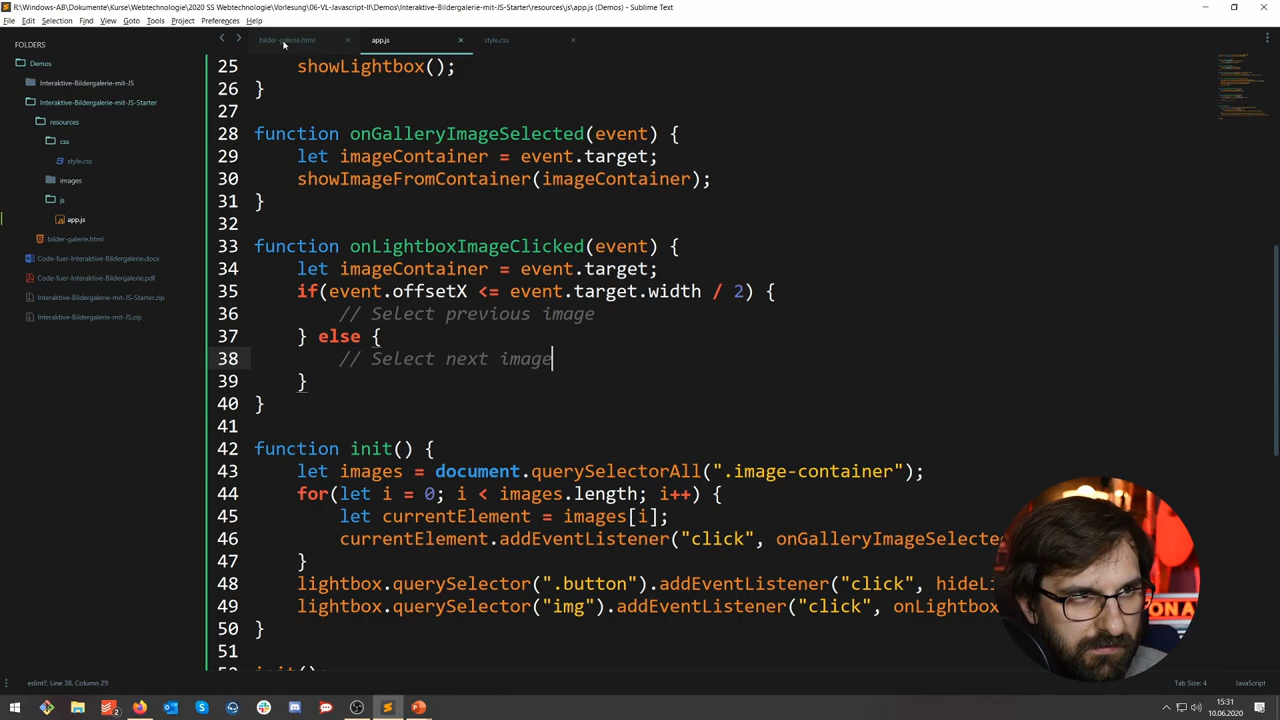 R:\Windows-AB\Dokumente\Kurse\Webtechnologie\2020 SS Webtechnologie\Vorlesung\06-VL-Javascript-II\Demos\Interaktive-Bildergalerie-mit-JS-Starter\resources\js\app.js (Demos) - Sublime Text
File Edit Selection Find View Goto Tools Project Preferences Help
FOLDERS
Demos
Interaktive-Bildergalerie-mit-JS
Interaktive-Bildergalerie-mit-JS-Starter
resources
css
style.css
images
js
app.js
bilder-galerie.html
Code-fuer-Interaktive-Bildergalerie.docx
Code-fuer-Interaktive-Bildergalerie.pdf
Interaktive-Bildergalerie-mit-JS-Starter.zip
Interaktive-Bildergalerie-mit-JS.zip
bilder-galerie.html app.js style.css
25 showLightbox();
26 }
27
28 function onGalleryImageSelected(event) {
29 let imageContainer = event.target;
30 showImageFromContainer(imageContainer);
31 }
32
33 function onLightboxImageClicked(event) {
34 let imageContainer = event.target;
35 if(event.offsetX <= event.target.width / 2) {
36 // Select previous image
37 } else {
38 // Select next image
39 }
40 }
41
42 function init() {
43 let images = document.querySelectorAll(".image-container");
44 for(let i = 0; i < images.length; i++) {
45 let currentElement = images[i];
46 currentElement.addEventListener("click", onGalleryImageSelecte
47 }
48 lightbox.querySelector(".button").addEventListener("click", hideLi
49 lightbox.querySelector("img").addEventListener("click", onLightbox
50 }
51
init();
eslint?, Line 38, Column 29
Tab Size: 4 JavaScript
15:31
10.06.2020